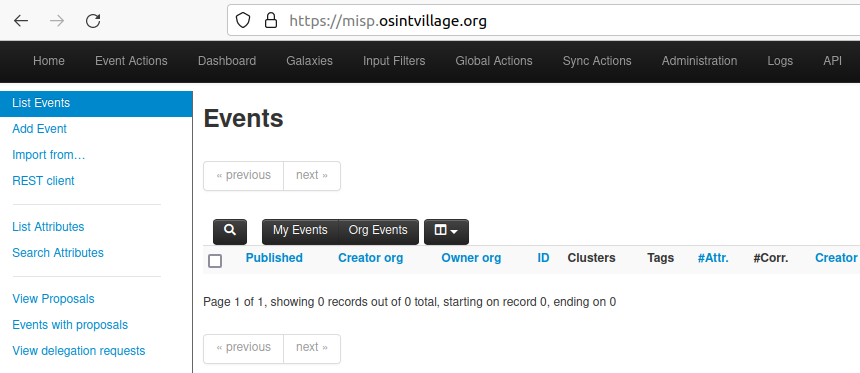 https://misp.osintvillage.org
Home Event Actions Dashboard Galaxies Input Filters Global Actions Sync Actions Administration Logs API
List Events
Add Event
Import from…
REST client
List Attributes
Search Attributes
View Proposals
Events with proposals
View delegation requests
Events
« previous next »
My Events Org Events
Published Creator org Owner org ID Clusters Tags #Attr. #Corr. Creator
Page 1 of 1, showing 0 records out of 0 total, starting on record 0, ending on 0
« previous next »